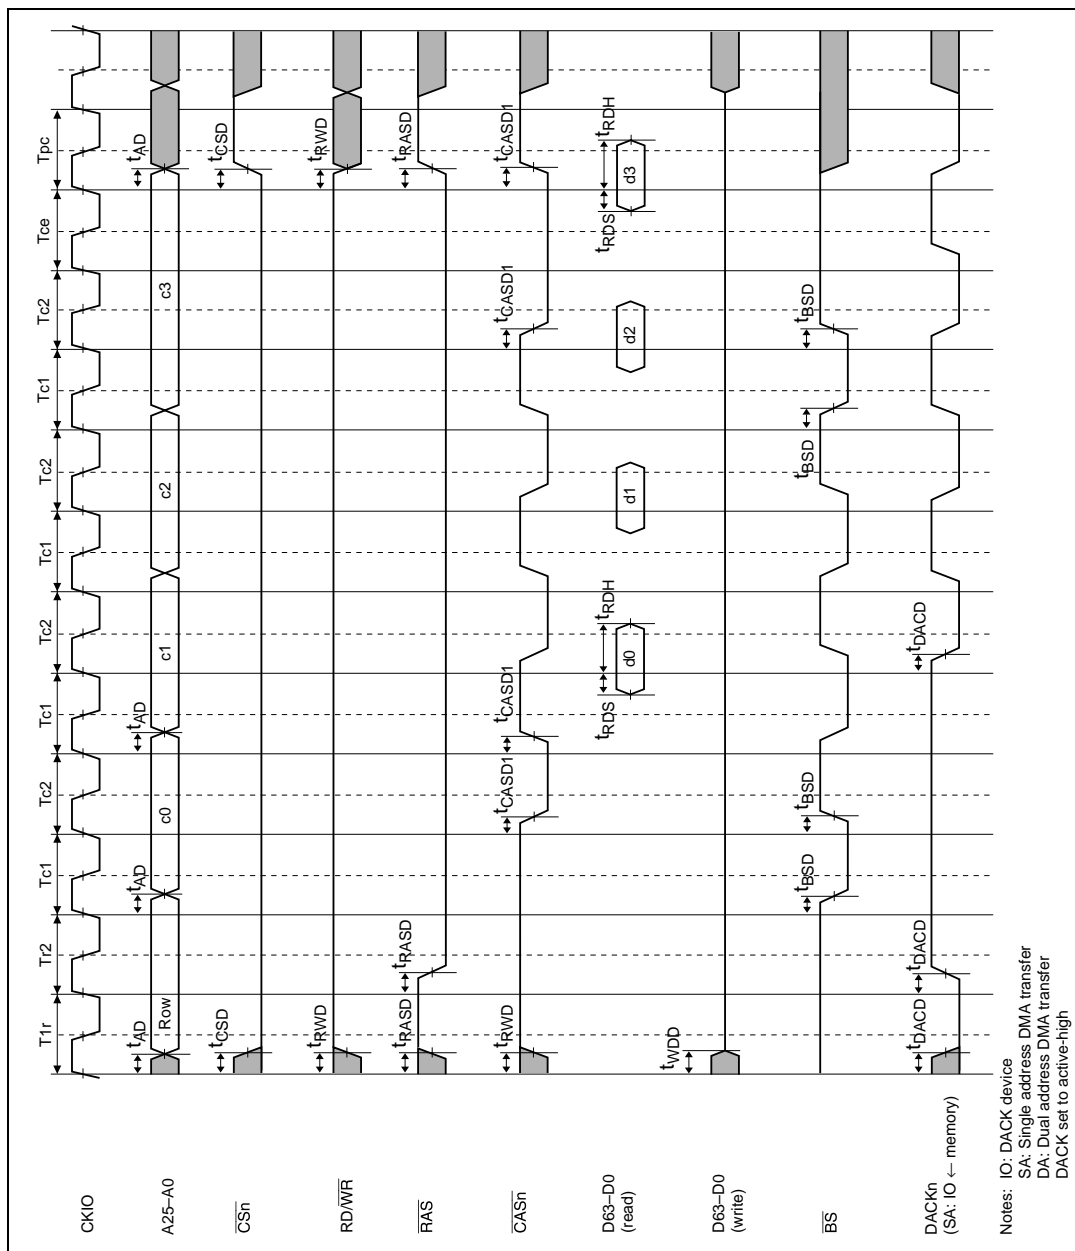 T1r Tr2 Tc1 Tc2 Tc1 Tc2 Tc1 Tc2 Tc1 Tc2 Tce Tpc
CKIO
tAD tAD tAD tAD
A25–A0 Row c0 c1 c2 c3
tCSD tCSD
CSn
tRWD tRWD
RD/WR
tRASD tRASD tRASD
RAS
tRWD tCASD1 tCASD1 tCASD1 tCASD1
CASn
tRDS tRDH tRDS tRDH
D63–D0
(read)
d0 d1 d2 d3
tWDD
D63–D0
(write)
tBSD tBSD tBSD tBSD
BS
tDACD tDACD tDACD
DACKn
(SA: IO ← memory)
Notes: IO: DACK device
SA: Single address DMA transfer
DA: Dual address DMA transfer
DACK set to active-high